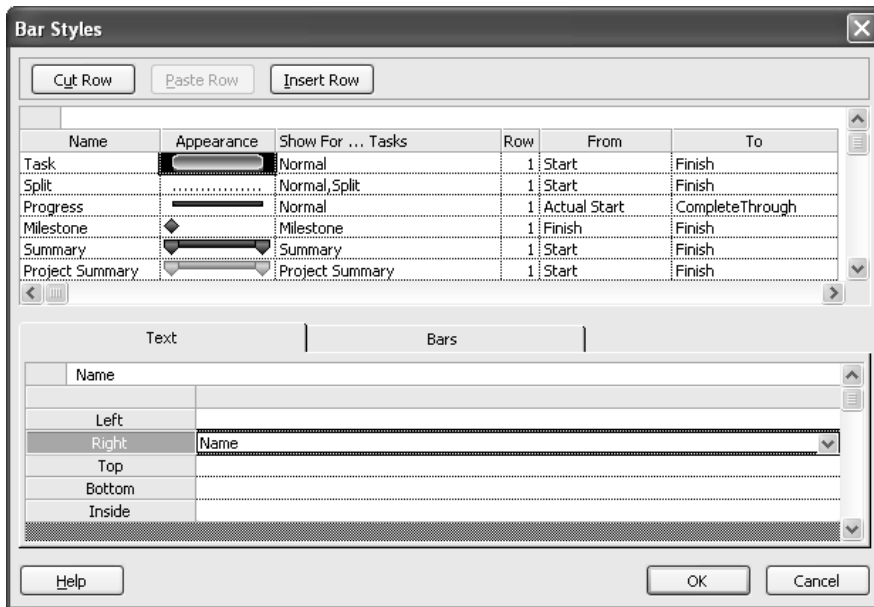 Bar Styles
Cut Row Paste Row Insert Row
Name Appearance Show For ... Tasks Row From To
Task Normal 1 Start Finish
Split Normal,Split 1 Start Finish
Progress Normal 1 Actual Start CompleteThrough
Milestone Milestone 1 Finish Finish
Summary Summary 1 Start Finish
Project Summary Project Summary 1 Start Finish
Text Bars
Name
Left
Right Name
Top
Bottom
Inside
Help OK Cancel